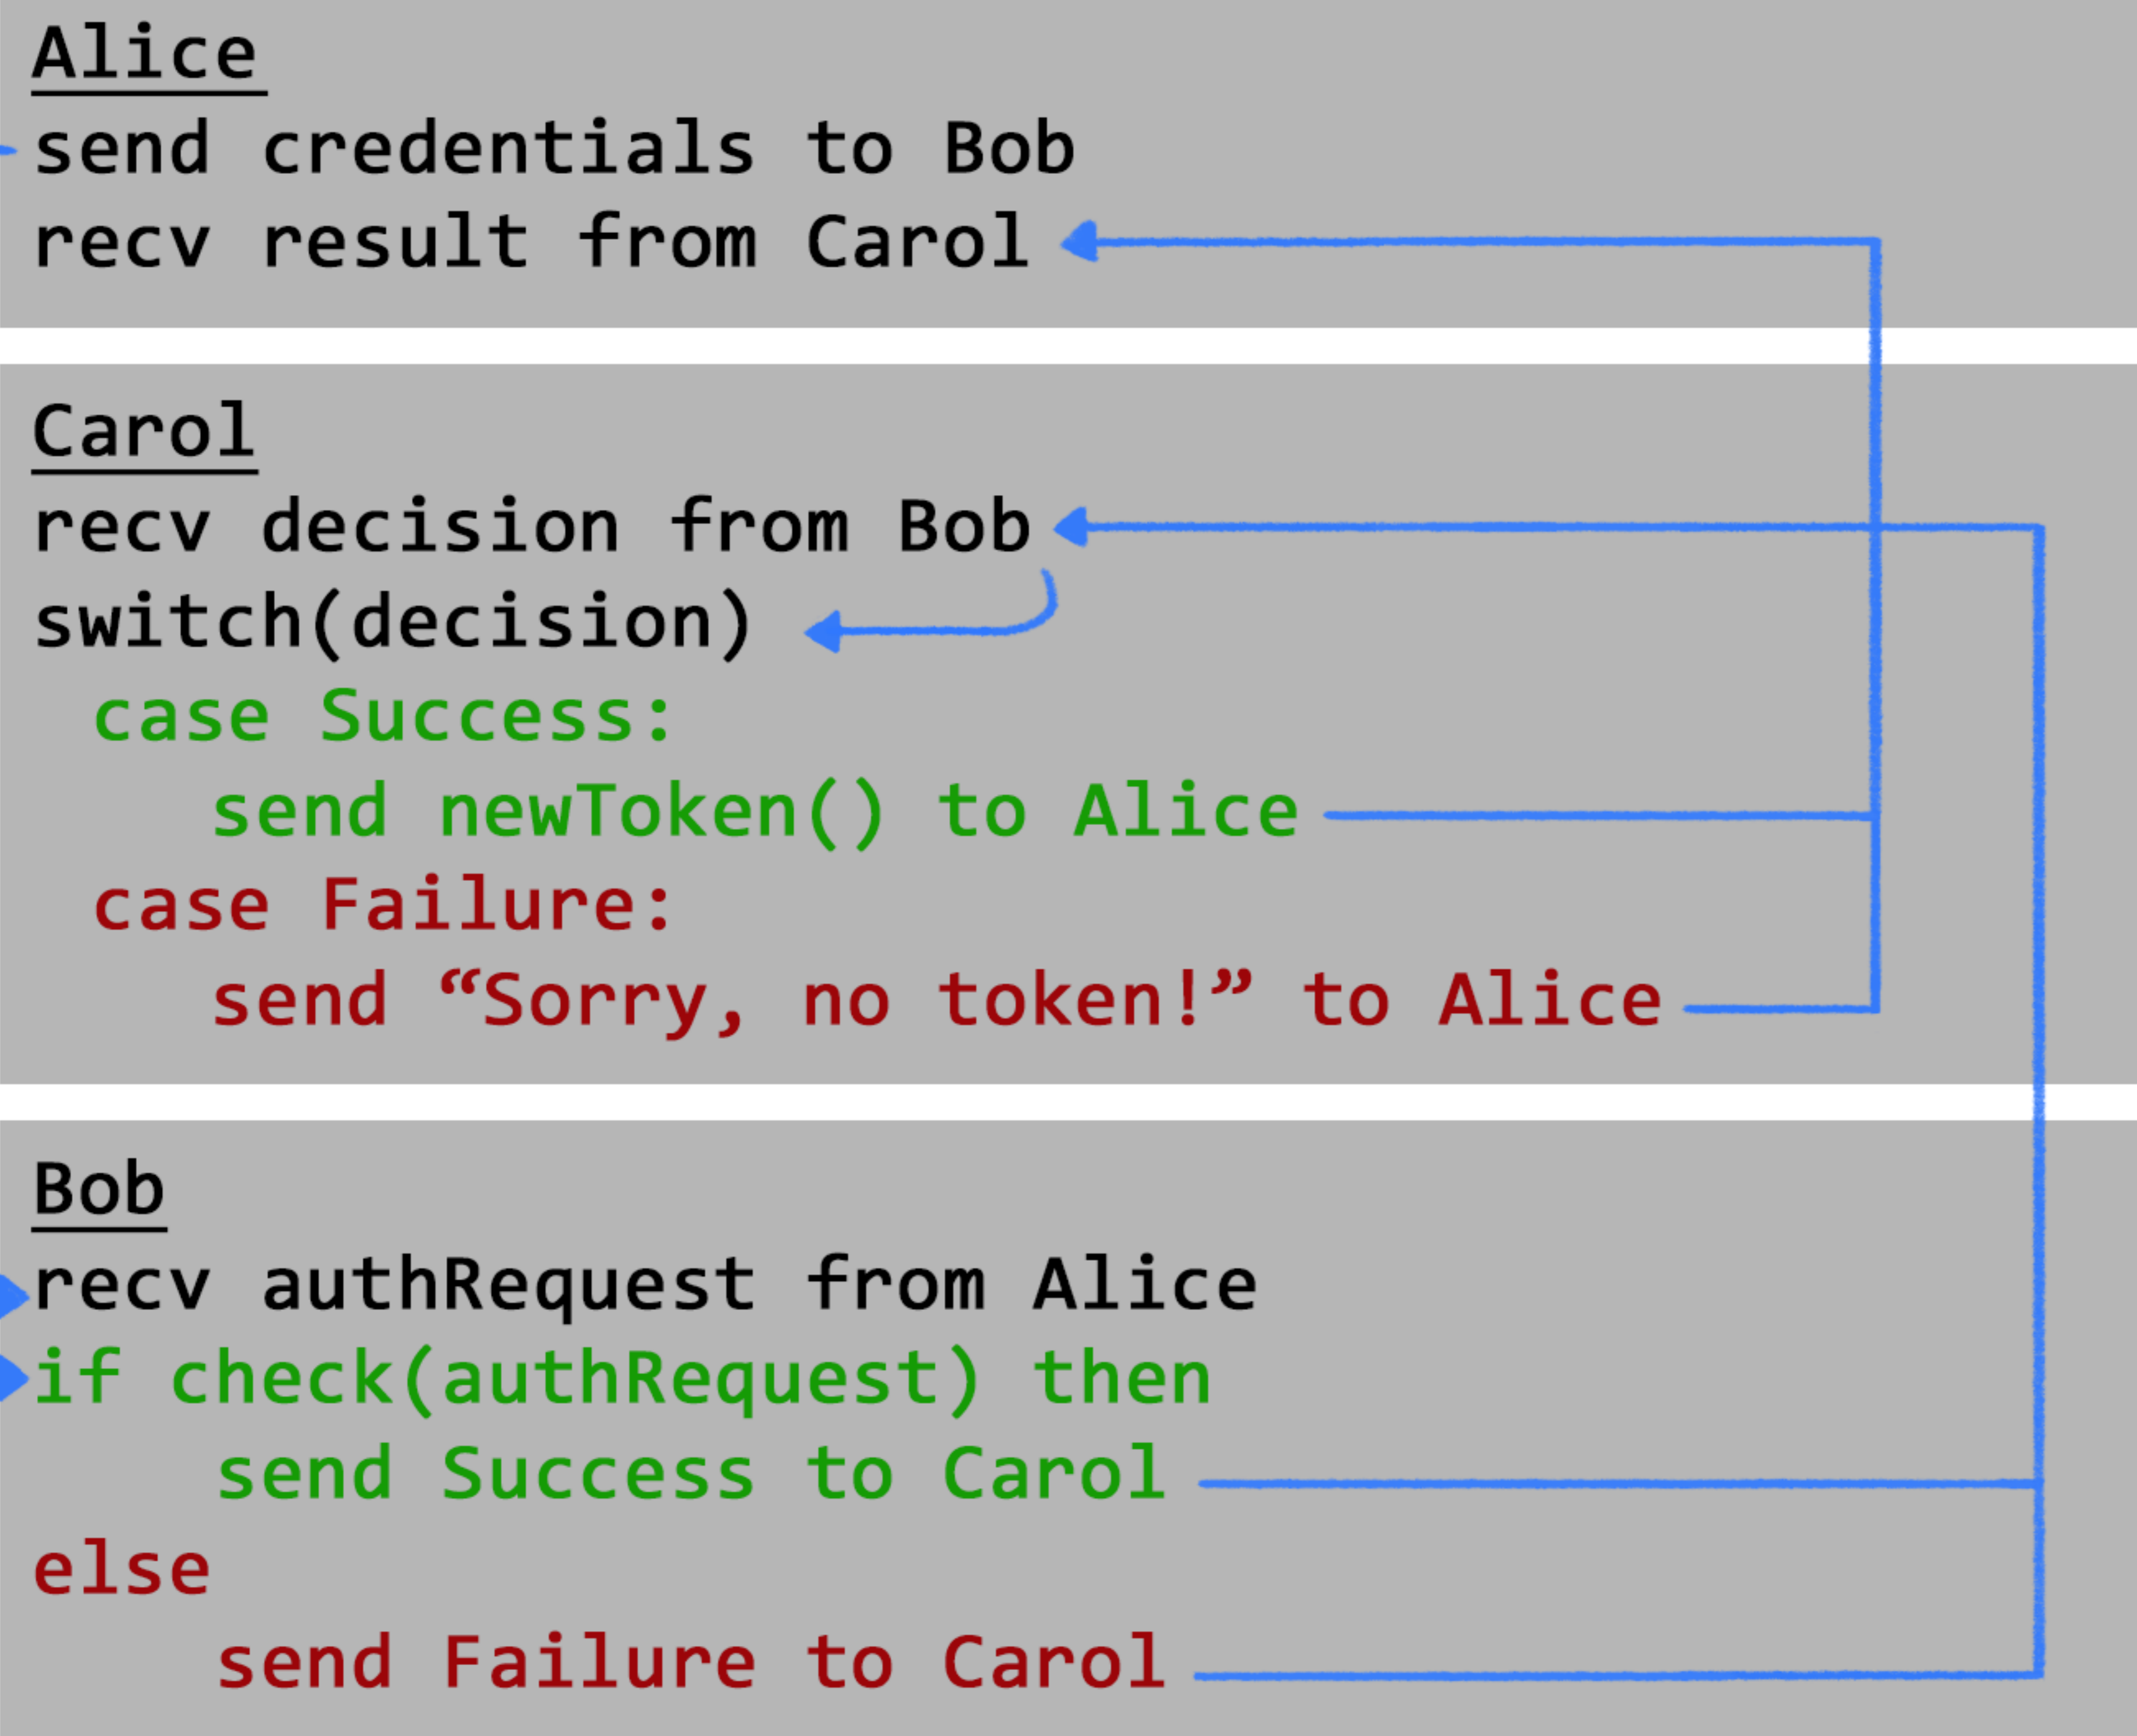 Alice
send credentials to Bob
recv result from Carol
Carol
recv decision from Bob
switch(decision)
case Success:
send newToken() to Alice
case Failure:
send “Sorry, no token!” to Alice
Bob
recv authRequest from Alice
if check(authRequest) then
send Success to Carol
else
send Failure to Carol